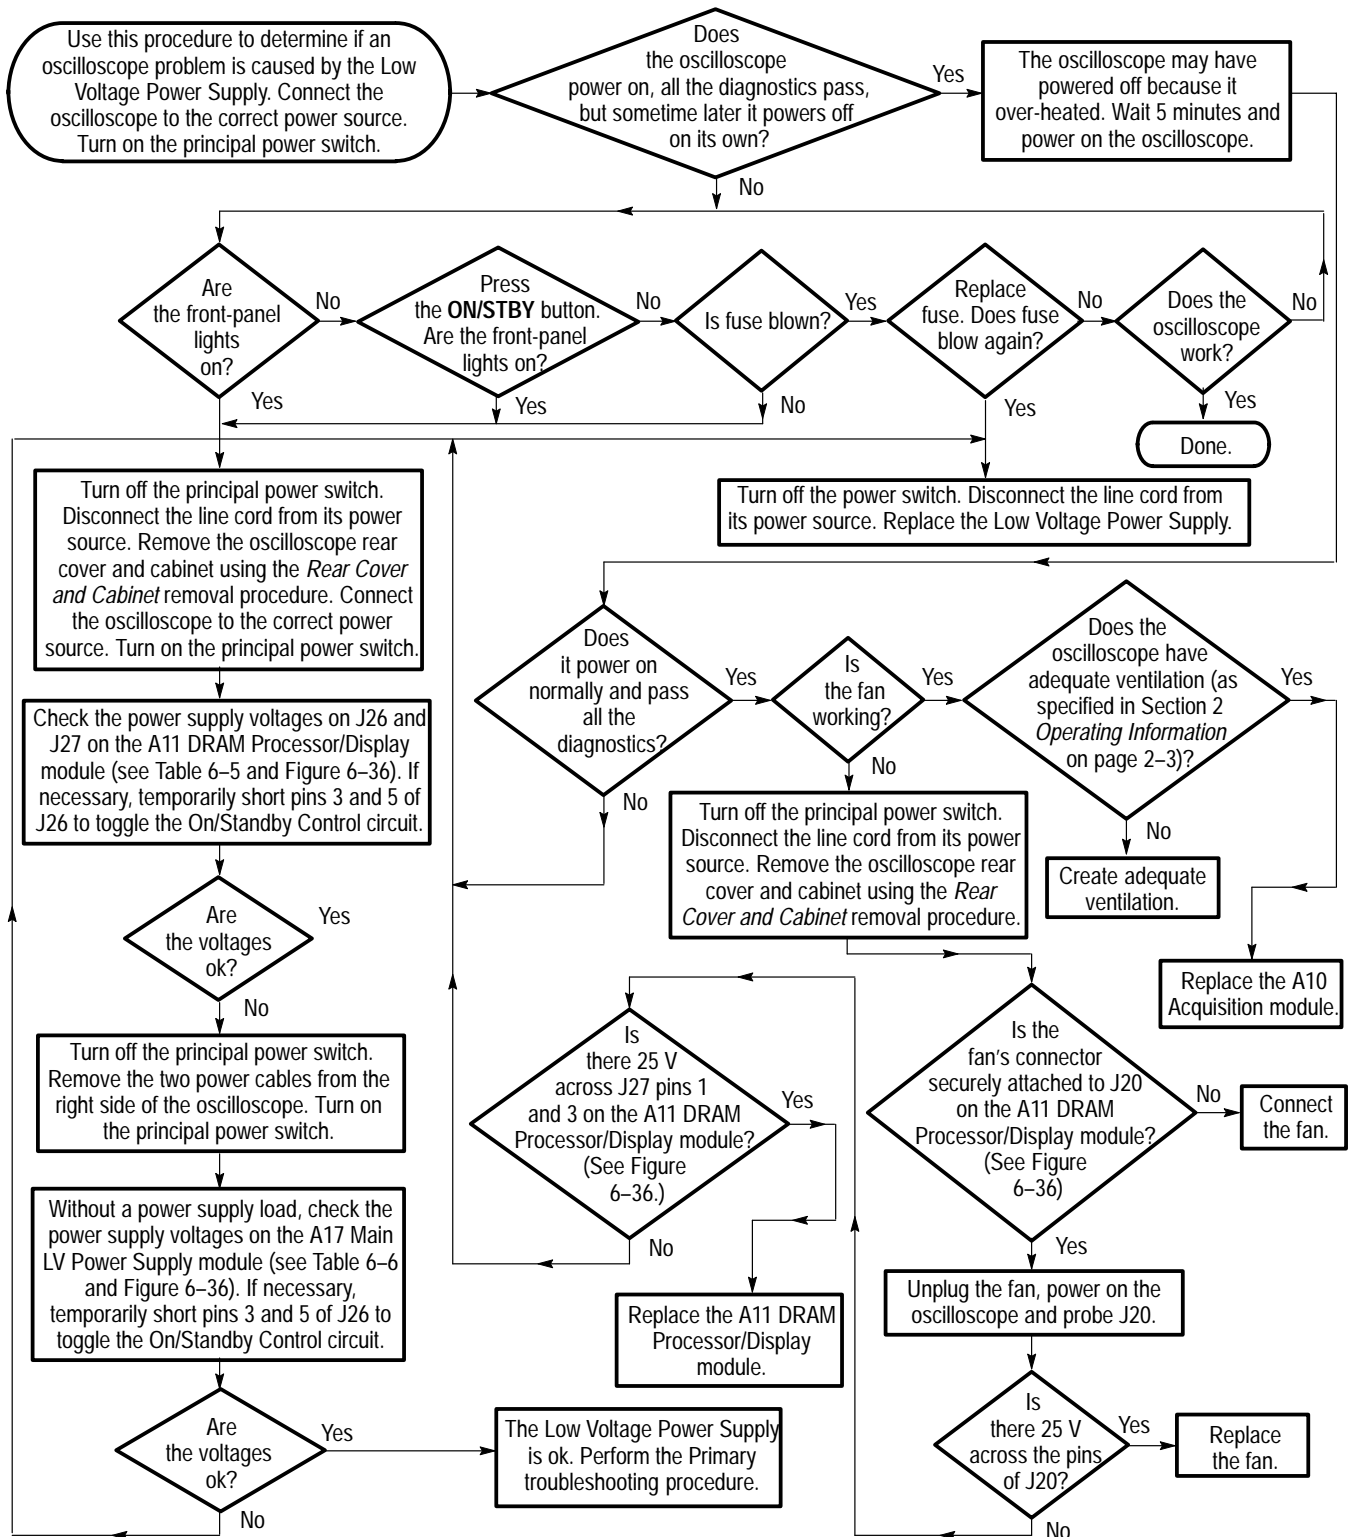 Use this procedure to determine if an
oscilloscope problem is caused by the Low
Voltage Power Supply. Connect the
oscilloscope to the correct power source.
Turn on the principal power switch.
Does
the oscilloscope
power on, all the diagnostics pass,
but sometime later it powers off
on its own?
Yes
The oscilloscope may have
powered off because it
over-heated. Wait 5 minutes and
power on the oscilloscope.
No
Are
the front-panel
lights
on?
No
Press
the ON/STBY button.
Are the front-panel
lights on?
No
Is fuse blown?
Yes
Replace
fuse. Does fuse
blow again?
No
Does the
oscilloscope
work?
No
Yes
Yes
No
Yes
Yes
Done.
Turn off the principal power switch.
Disconnect the line cord from its power
source. Remove the oscilloscope rear
cover and cabinet using the Rear Cover
and Cabinet removal procedure. Connect
the oscilloscope to the correct power
source. Turn on the principal power switch.
Turn off the power switch. Disconnect the line cord from
its power source. Replace the Low Voltage Power Supply.
Does
it power on
normally and pass
all the
diagnostics?
Yes
Is
the fan
working?
Yes
Does the
oscilloscope have
adequate ventilation (as
specified in Section 2
Operating Information
on page 2–3)?
Yes
No
No
No
Check the power supply voltages on J26 and
J27 on the A11 DRAM Processor/Display
module (see Table 6–5 and Figure 6–36). If
necessary, temporarily short pins 3 and 5 of
J26 to toggle the On/Standby Control circuit.
Turn off the principal power switch.
Disconnect the line cord from its power
source. Remove the oscilloscope rear
cover and cabinet using the Rear
Cover and Cabinet removal procedure.
Create adequate
ventilation.
Are
the voltages
ok?
Yes
No
Replace the A10
Acquisition module.
Turn off the principal power switch.
Remove the two power cables from the
right side of the oscilloscope. Turn on
the principal power switch.
Is
there 25 V
across J27 pins 1
and 3 on the A11 DRAM
Processor/Display module?
(See Figure
6–36.)
Yes
No
Is the
fan's connector
securely attached to J20
on the A11 DRAM
Processor/Display module?
(See Figure
6–36)
No
Connect
the fan.
Yes
Without a power supply load, check the
power supply voltages on the A17 Main
LV Power Supply module (see Table 6–6
and Figure 6–36). If necessary,
temporarily short pins 3 and 5 of J26 to
toggle the On/Standby Control circuit.
Replace the A11 DRAM
Processor/Display
module.
Unplug the fan, power on the
oscilloscope and probe J20.
Are
the voltages
ok?
Yes
The Low Voltage Power Supply
is ok. Perform the Primary
troubleshooting procedure.
No
Is
there 25 V
across the pins
of J20?
Yes
Replace
the fan.
No